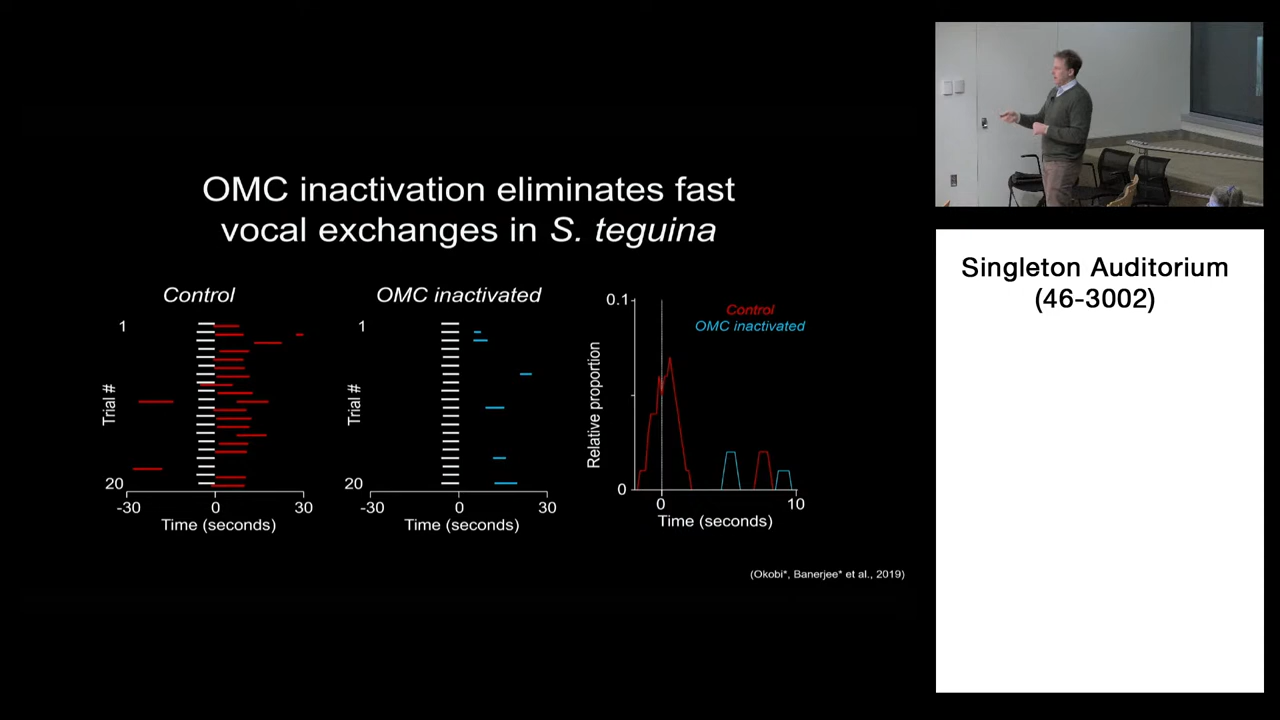 OMC inactivation eliminates fast
vocal exchanges in S. teguina
Control
1
Trial #
20
-30
0
30
Time (seconds)
OMC inactivated
1
Trial #
20
-30
0
30
Time (seconds)
0.1
Control
OMC inactivated
Relative proportion
0
0
10
Time (seconds)
(Okobi*, Banerjee* et al., 2019)
Singleton Auditorium
(46-3002)